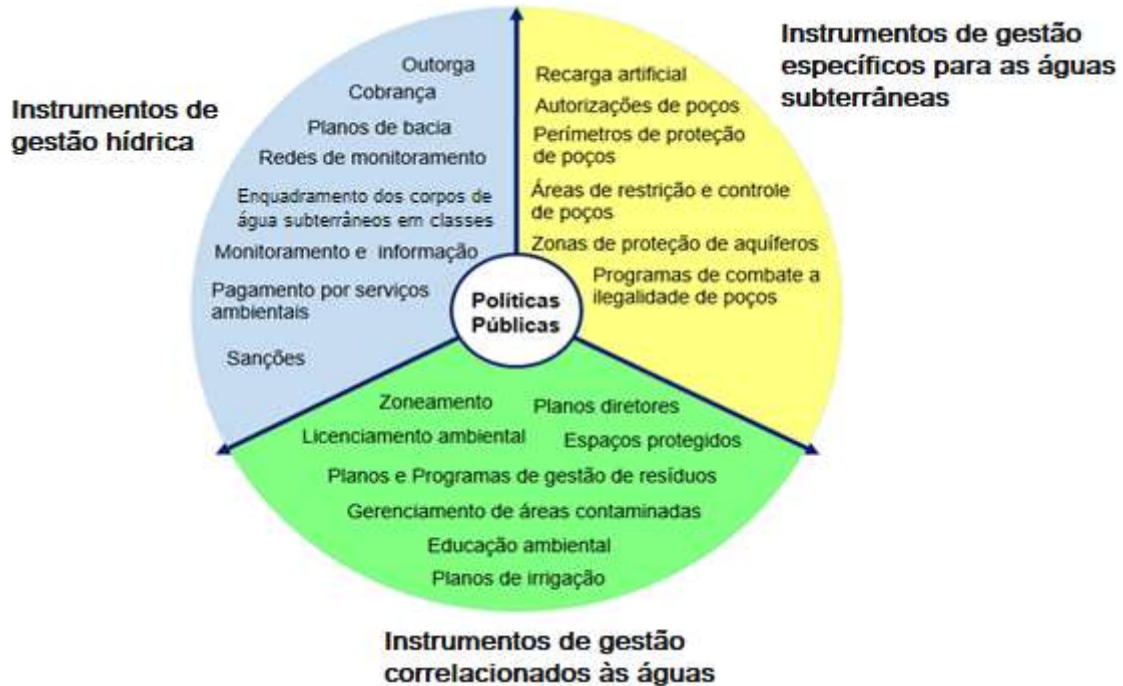 Instrumentos de
gestão hídrica
Outorga
Cobrança
Planos de bacia
Redes de monitoramento
Enquadramento dos corpos de
água subterrâneos em classes
Monitoramento e informação
Pagamento por serviços
ambientais
Sanções
Instrumentos de gestão
específicos para as águas
subterrâneas
Recarga artificial
Autorizações de poços
Perímetros de proteção
de poços
Áreas de restrição e controle
de poços
Zonas de proteção de aquíferos
Programas de combate a
ilegalidade de poços
Políticas
Públicas
Zoneamento
Planos diretores
Licenciamento ambiental
Espaços protegidos
Planos e Programas de gestão de resíduos
Gerenciamento de áreas contaminadas
Educação ambiental
Planos de irrigação
Instrumentos de gestão
correlacionados às águas